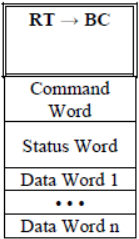 RT → BC
Command
Word
Status Word
Data Word 1
• • •
Data Word n